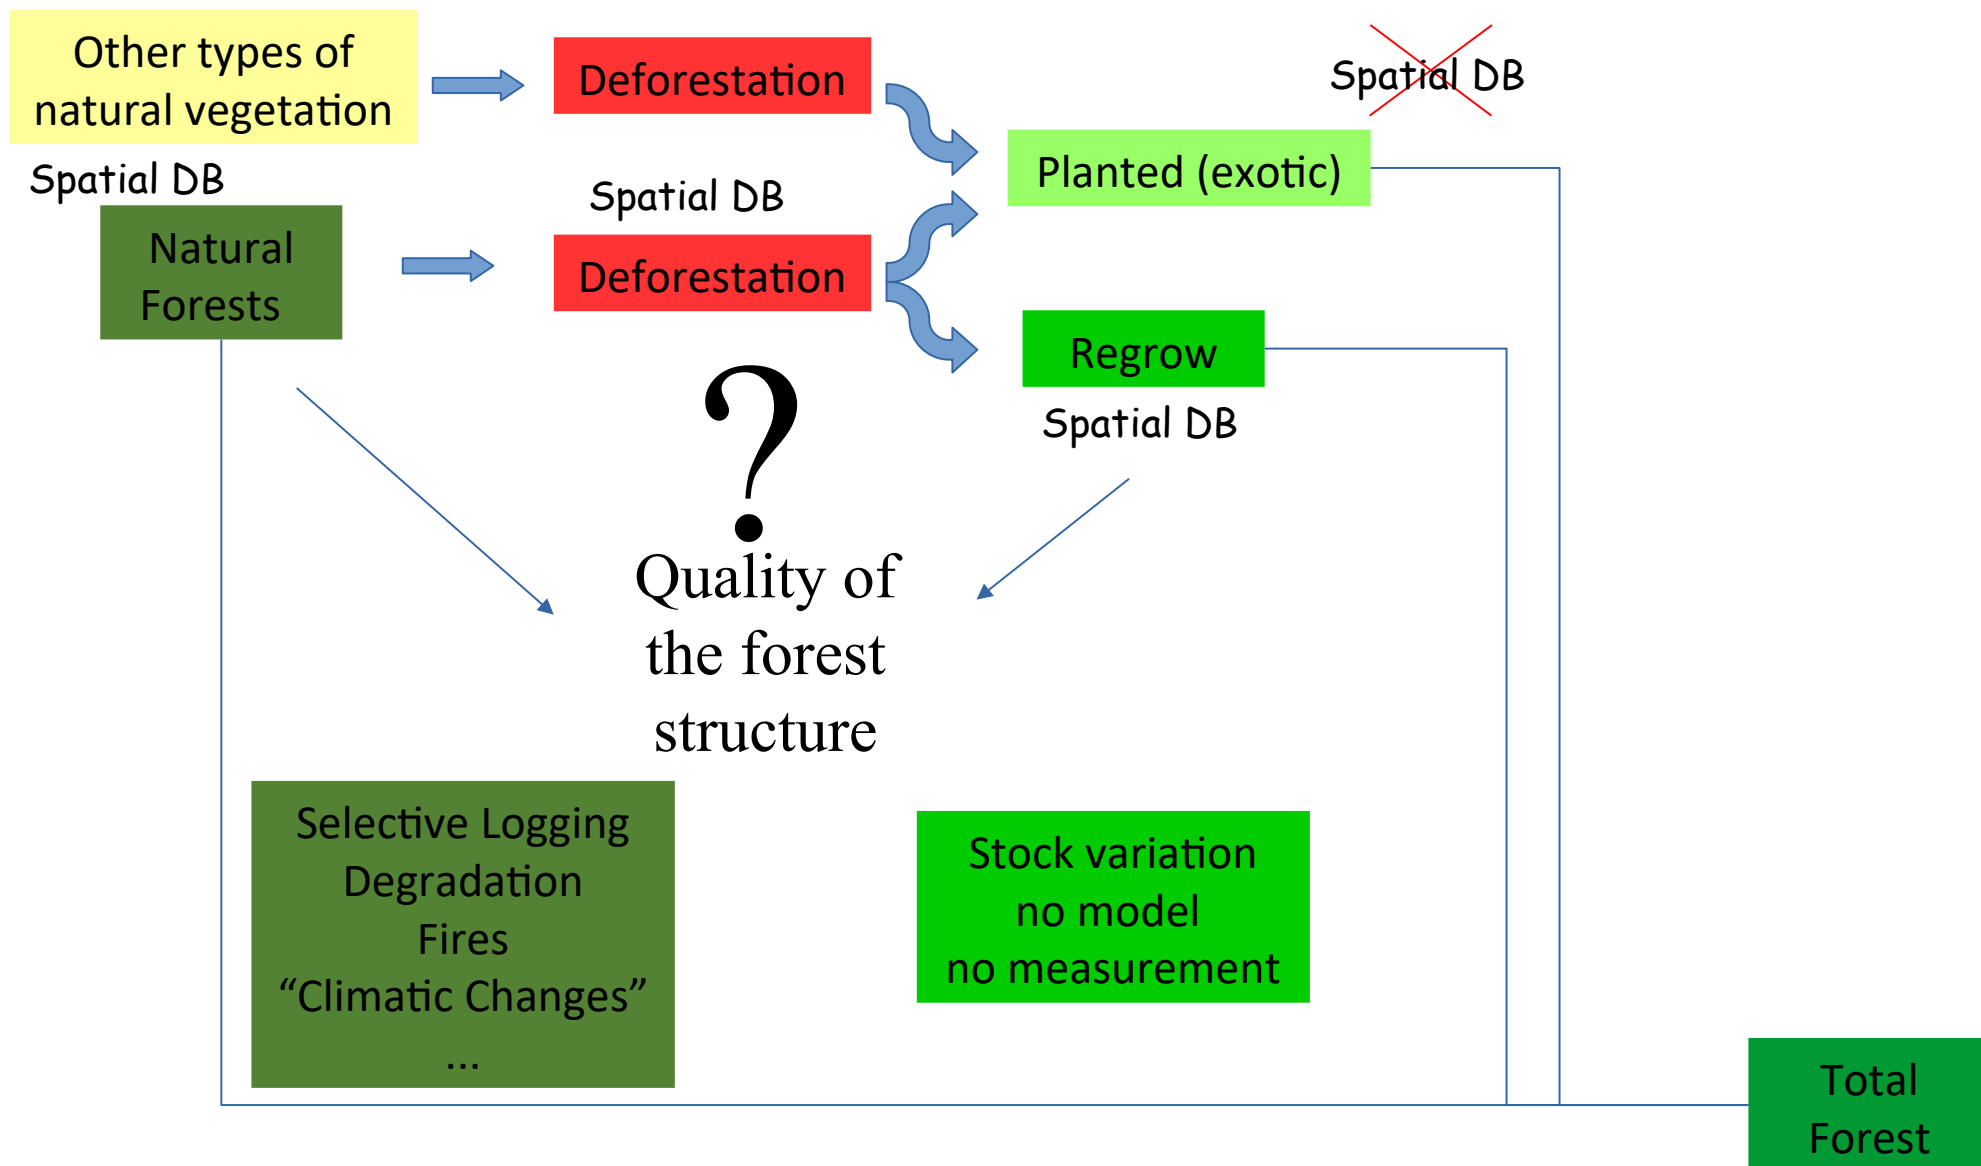 Other types of
natural vegetation
Spatial DB
Natural
Forests
Deforestation
Spatial DB
Deforestation
Spatial DB
Planted (exotic)
Regrow
Spatial DB
?
Quality of
the forest
structure
Selective Logging
Degradation
Fires
“Climatic Changes”
...
Stock variation
no model
no measurement
Total
Forest